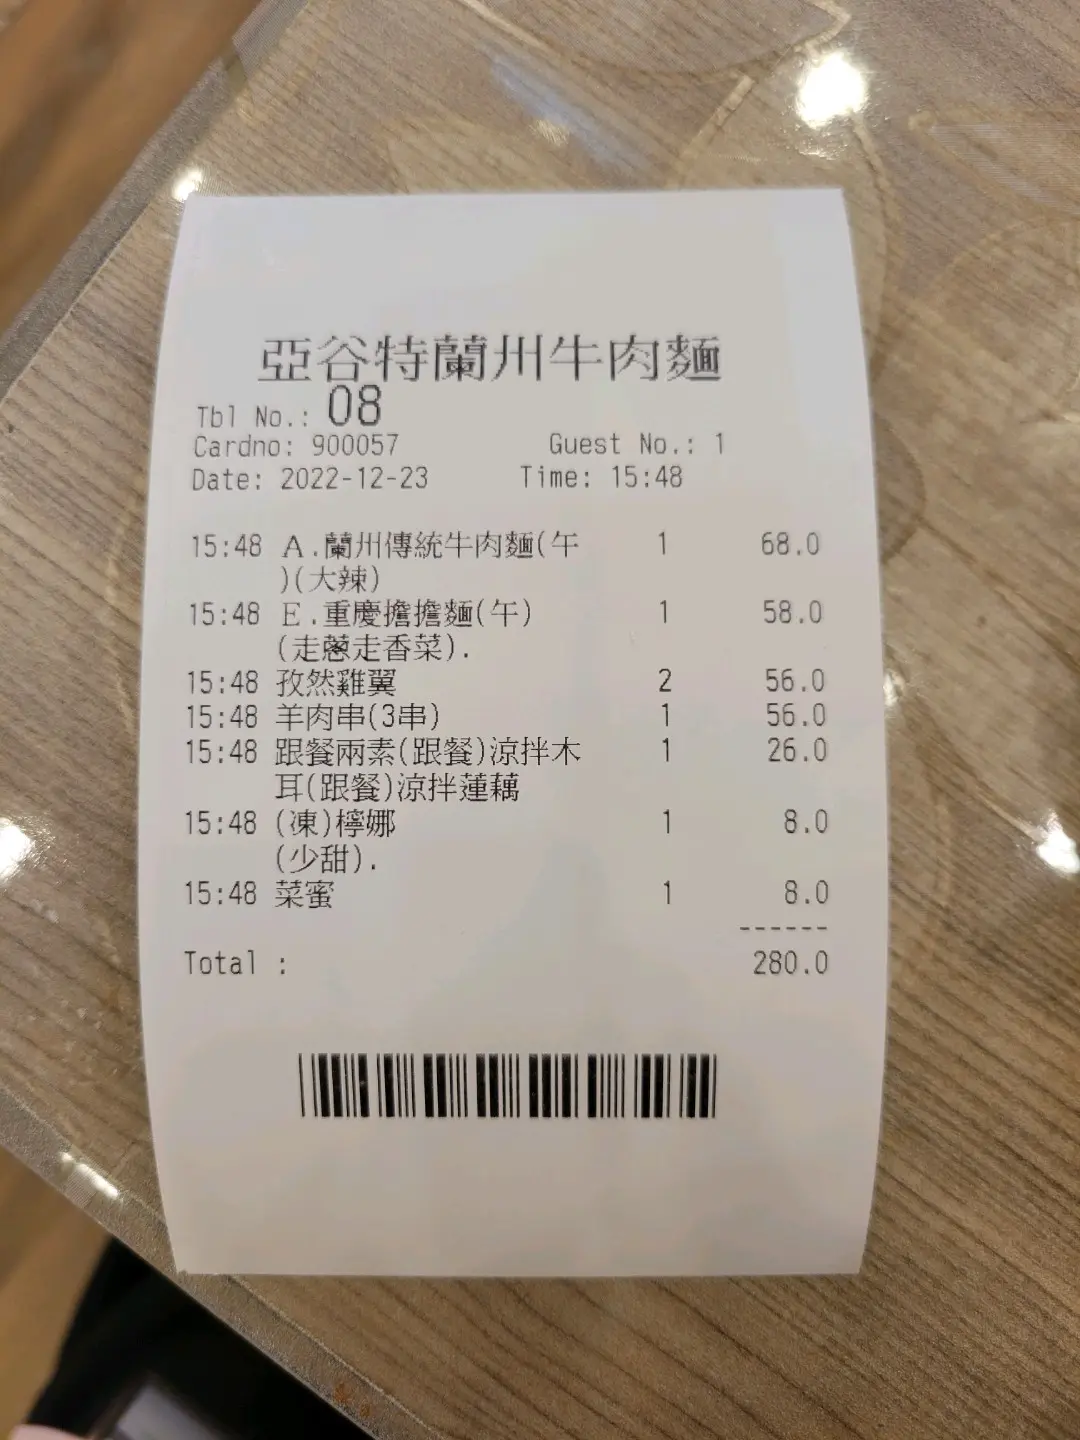 亞谷特蘭州牛肉麵
Tbl No.: 08
Cardno: 900057 Guest No.: 1
Date: 2022-12-23 Time: 15:48
15:48 A.蘭州傳統牛肉麵(午 1 68.0
)(大辣)
15:48 E.重慶擔擔麵(午) 1 58.0
(走蔥走香菜).
15:48 孜然雞翼 2 56.0
15:48 羊肉串(3串) 1 56.0
15:48 跟餐兩素(跟餐)涼拌木 1 26.0
耳(跟餐)涼拌蓮藕
15:48 (凍)檸娜 1 8.0
(少甜).
15:48 菜蜜 1 8.0
------
Total : 280.0